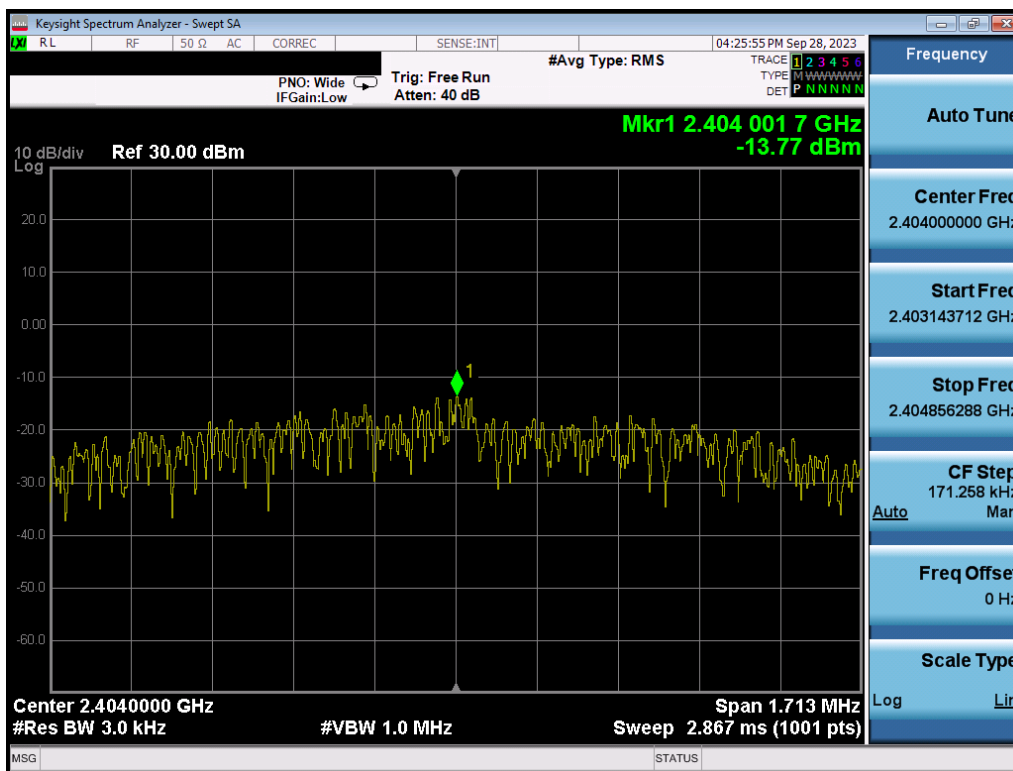 Keysight Spectrum Analyzer - Swept SA
LXI RL RF 50 Ω AC CORREC SENSE:INT 04:25:55 PM Sep 28, 2023
#Avg Type: RMS
TRACE 1 2 3 4 5 6
PNO: Wide Trig: Free Run TYPE M WWWWW
IFGain:Low Atten: 40 dB DET P N N N N N
Mkr1 2.404 001 7 GHz
-13.77 dBm
10 dB/div Ref 30.00 dBm
Log
20.0
10.0
0.00
-10.0
1
-20.0
-30.0
-40.0
-50.0
-60.0
Center 2.4040000 GHz Span 1.713 MHz
#Res BW 3.0 kHz #VBW 1.0 MHz Sweep 2.867 ms (1001 pts)
MSG STATUS
Frequency
Auto Tune
Center Freq
2.404000000 GHz
Start Freq
2.403143712 GHz
Stop Freq
2.404856288 GHz
CF Step
171.258 kHz
Auto Man
Freq Offset
0 Hz
Scale Type
Log Lin